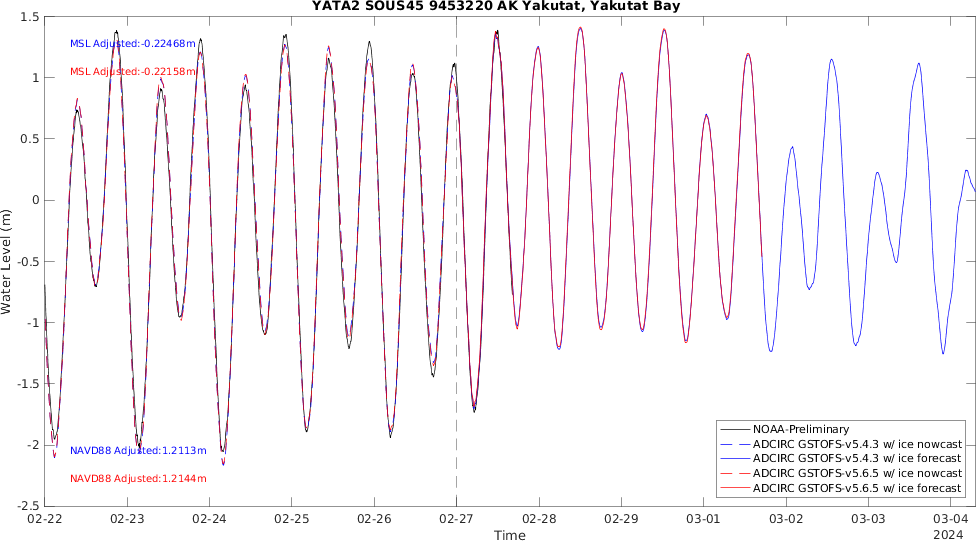 YATA2 SOUS45 9453220 AK Yakutat, Yakutat Bay
1.5
1
0.5
0
-0.5
-1
-1.5
-2
-2.5
Water Level (m)
MSL Adjusted:-0.22468m
MSL Adjusted:-0.22158m
NAVD88 Adjusted:1.2113m
NAVD88 Adjusted:1.2144m
NOAA-Preliminary
ADCIRC GSTOFS-v5.4.3 w/ ice nowcast
ADCIRC GSTOFS-v5.4.3 w/ ice forecast
ADCIRC GSTOFS-v5.6.5 w/ ice nowcast
ADCIRC GSTOFS-v5.6.5 w/ ice forecast
02-22 02-23 02-24 02-25 02-26 02-27 02-28 02-29 03-01 03-02 03-03 03-04
Time 2024